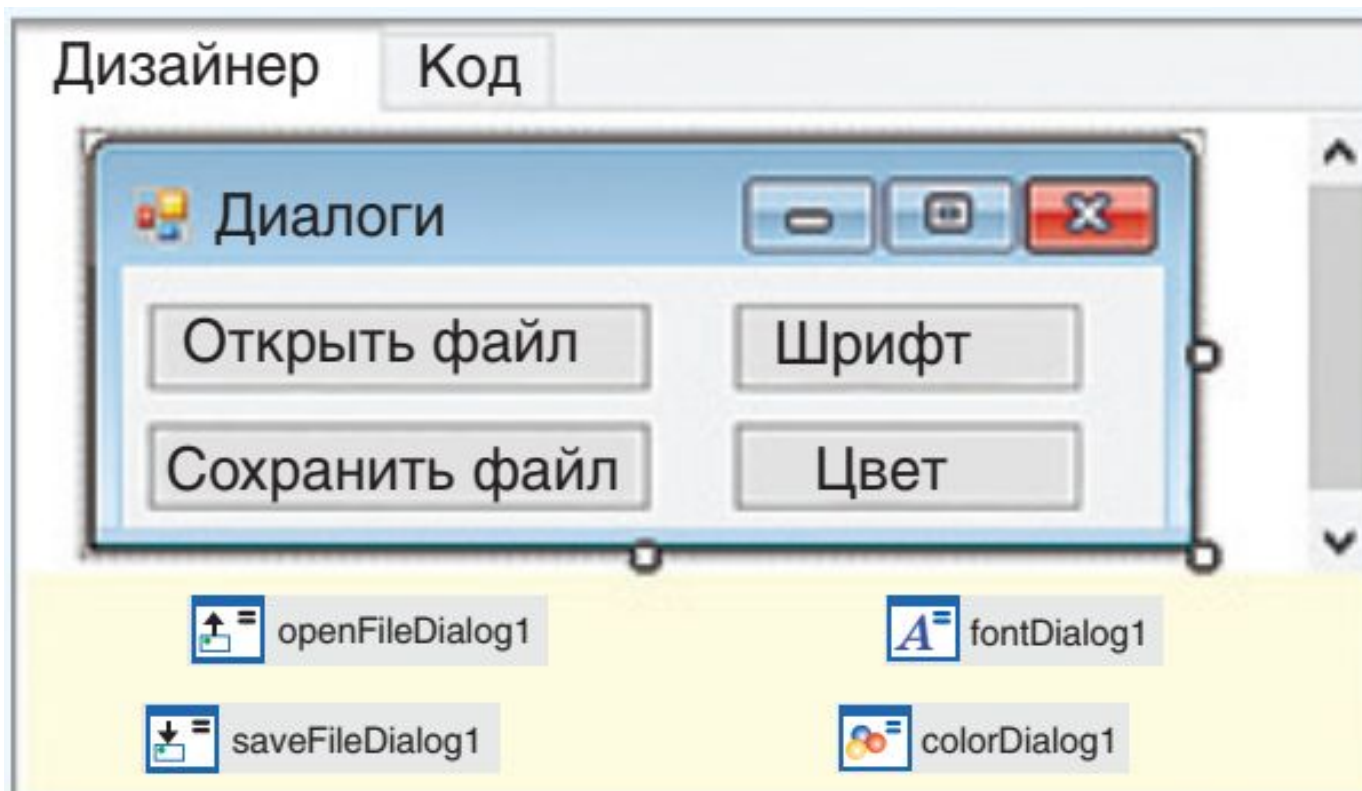 Дизайнер Код
Диалоги
Открыть файл Шрифт
Сохранить файл Цвет
openFileDialog1 fontDialog1
saveFileDialog1 colorDialog1